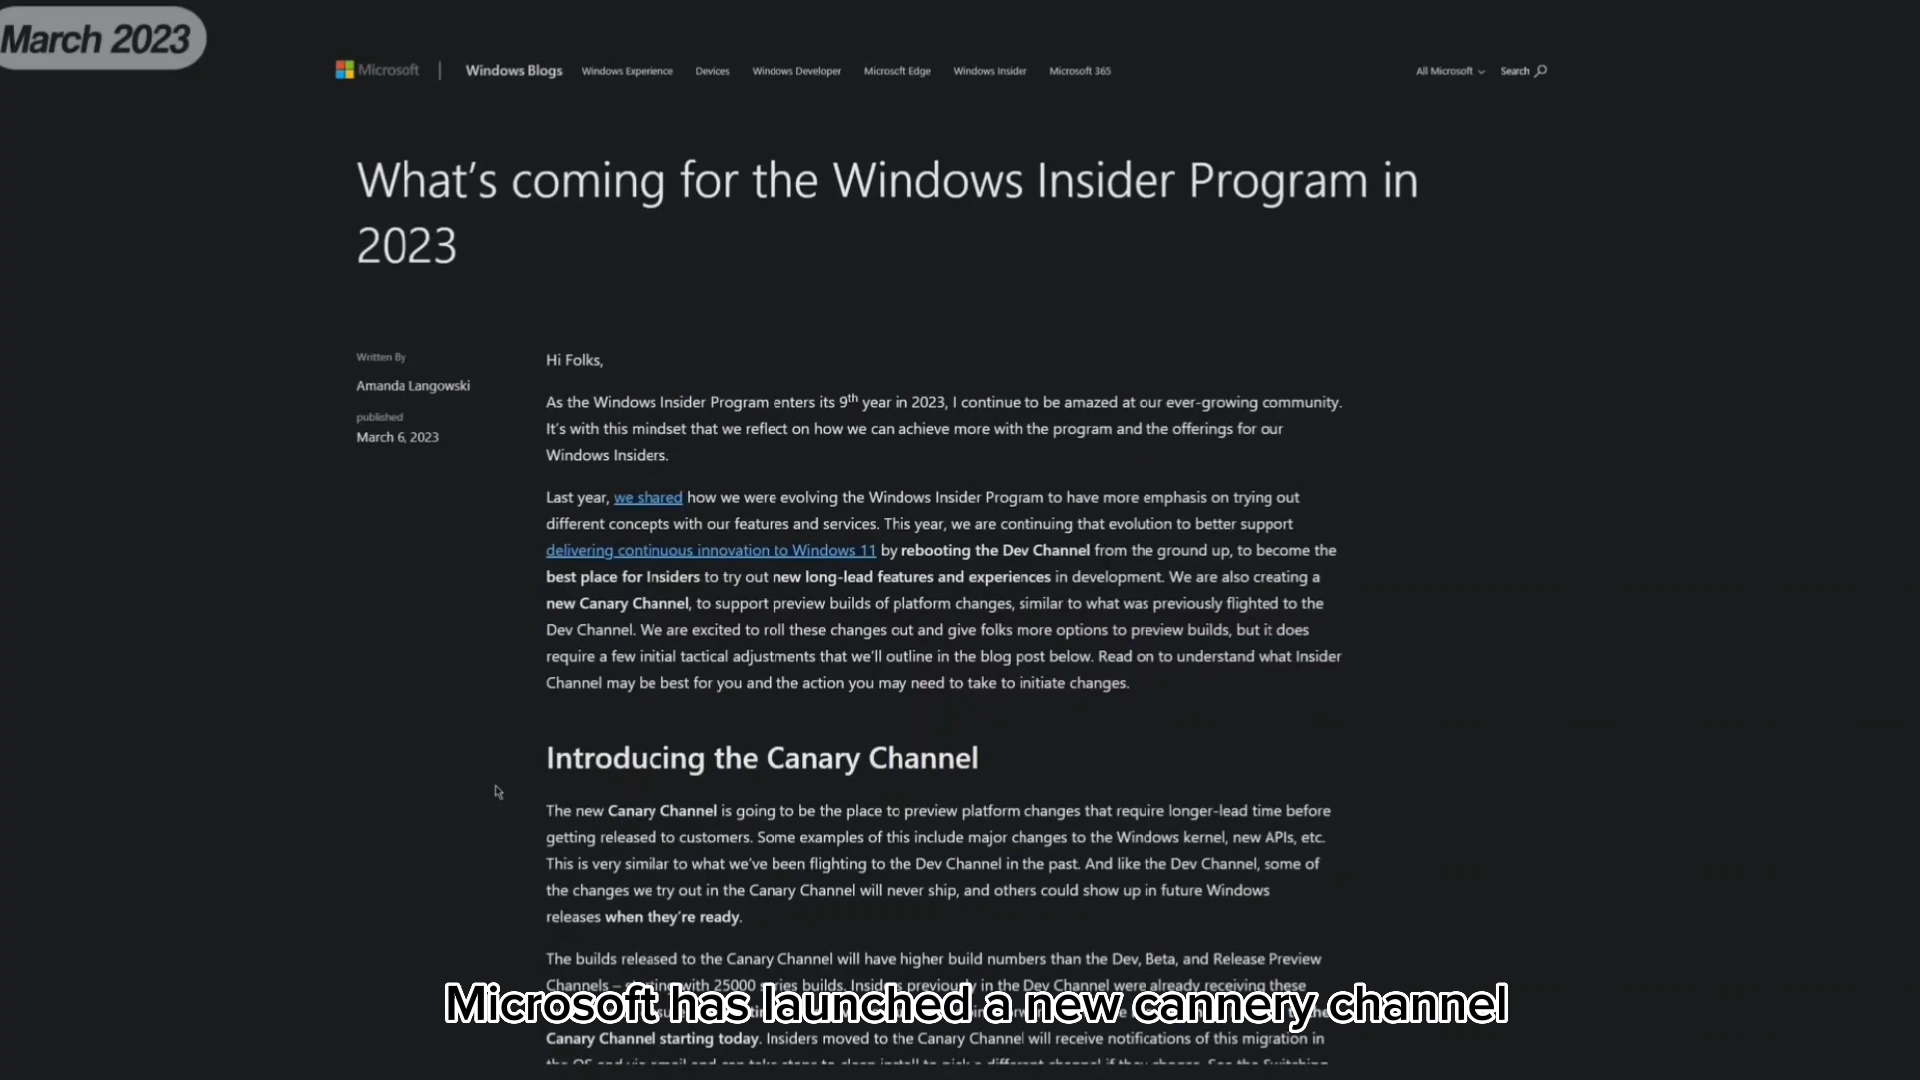 March 2023
Microsoft | Windows Blogs Windows Experience Devices Windows Developer Microsoft Edge Windows Insider Microsoft 365 All Microsoft Search
What's coming for the Windows Insider Program in
2023
Written By
Amanda Langowski
published
March 6, 2023
Hi Folks,
As the Windows Insider Program enters its 9th year in 2023, I continue to be amazed at our ever-growing community.
It's with this mindset that we reflect on how we can achieve more with the program and the offerings for our
Windows Insiders.
Last year, we shared how we were evolving the Windows Insider Program to have more emphasis on trying out
different concepts with our features and services. This year, we are continuing that evolution to better support
delivering continuous innovation to Windows 11 by rebooting the Dev Channel from the ground up, to become the
best place for Insiders to try out new long-lead features and experiences in development. We are also creating a
new Canary Channel, to support preview builds of platform changes, similar to what was previously flighted to the
Dev Channel. We are excited to roll these changes out and give folks more options to preview builds, but it does
require a few initial tactical adjustments that we'll outline in the blog post below. Read on to understand what Insider
Channel may be best for you and the action you may need to take to initiate changes.
Introducing the Canary Channel
The new Canary Channel is going to be the place to preview platform changes that require longer-lead time before
getting released to customers. Some examples of this include major changes to the Windows kernel, new APIs, etc.
This is very similar to what we've been flighting to the Dev Channel in the past. And like the Dev Channel, some of
the changes we try out in the Canary Channel will never ship, and others could show up in future Windows
releases when they're ready.
The builds released to the Canary Channel will have higher build numbers than the Dev, Beta, and Release Preview
Channels – starting with 25000 series builds. Insiders previously in the Dev Channel were already receiving these
Microsoft has launched a new cannery channel
Canary Channel starting today. Insiders moved to the Canary Channel will receive notifications of this migration in